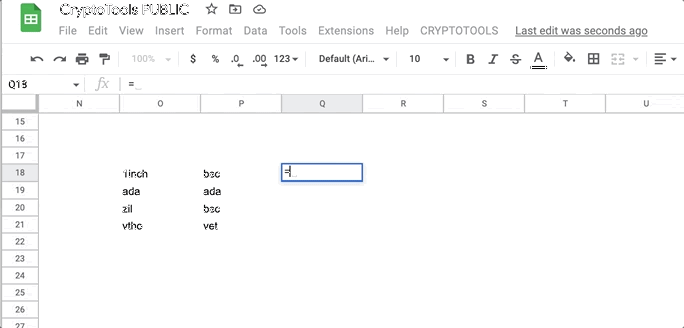 CryptoTools PUBLIC
File Edit View Insert Format Data Tools Extensions Help CRYPTOTOOLS Last edit was seconds ago
100% $ % .0 .00 123 Default (Ari... 10 B I S A
Q18 fx =
N O P Q R S T U
15
16
17
18 1inch bsc =
19 ada ada
20 zil bsc
21 vtho vet
22
23
24
25
26
27